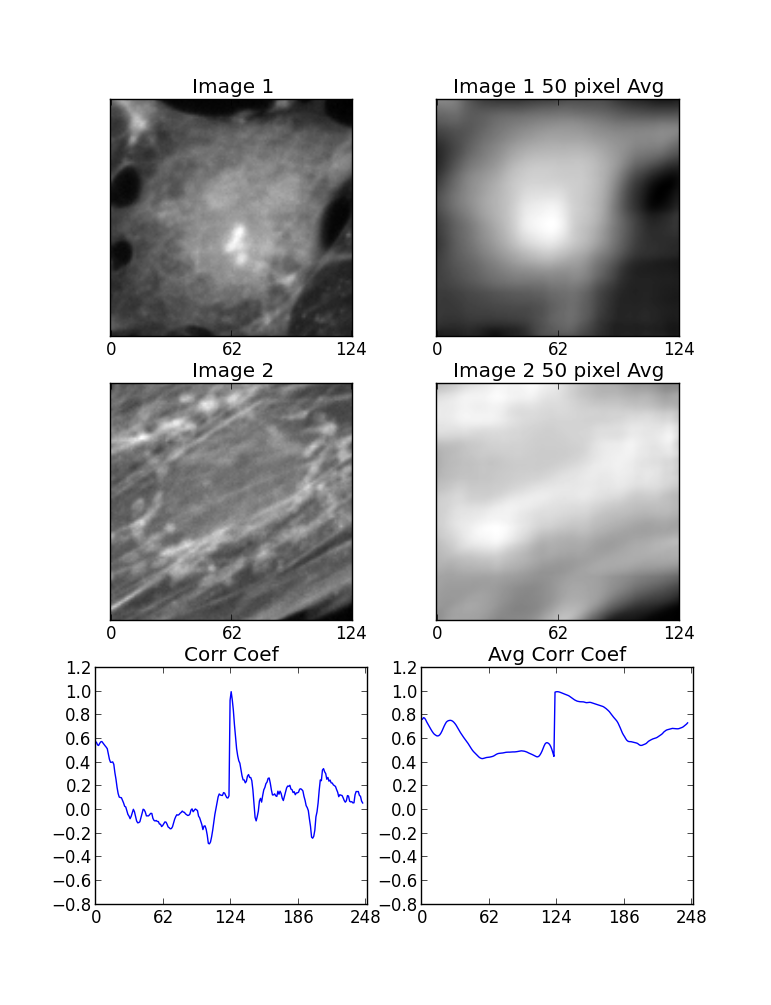 Image 1
Image 1 50 pixel Avg
0 62 124
0 62 124
Image 2
Image 2 50 pixel Avg
0 62 124
0 62 124
Corr Coef
Avg Corr Coef
1.2
1.0
0.8
0.6
0.4
0.2
0.0
−0.2
−0.4
−0.6
−0.8
0 62 124 186 248
1.2
1.0
0.8
0.6
0.4
0.2
0.0
−0.2
−0.4
−0.6
−0.8
0 62 124 186 248